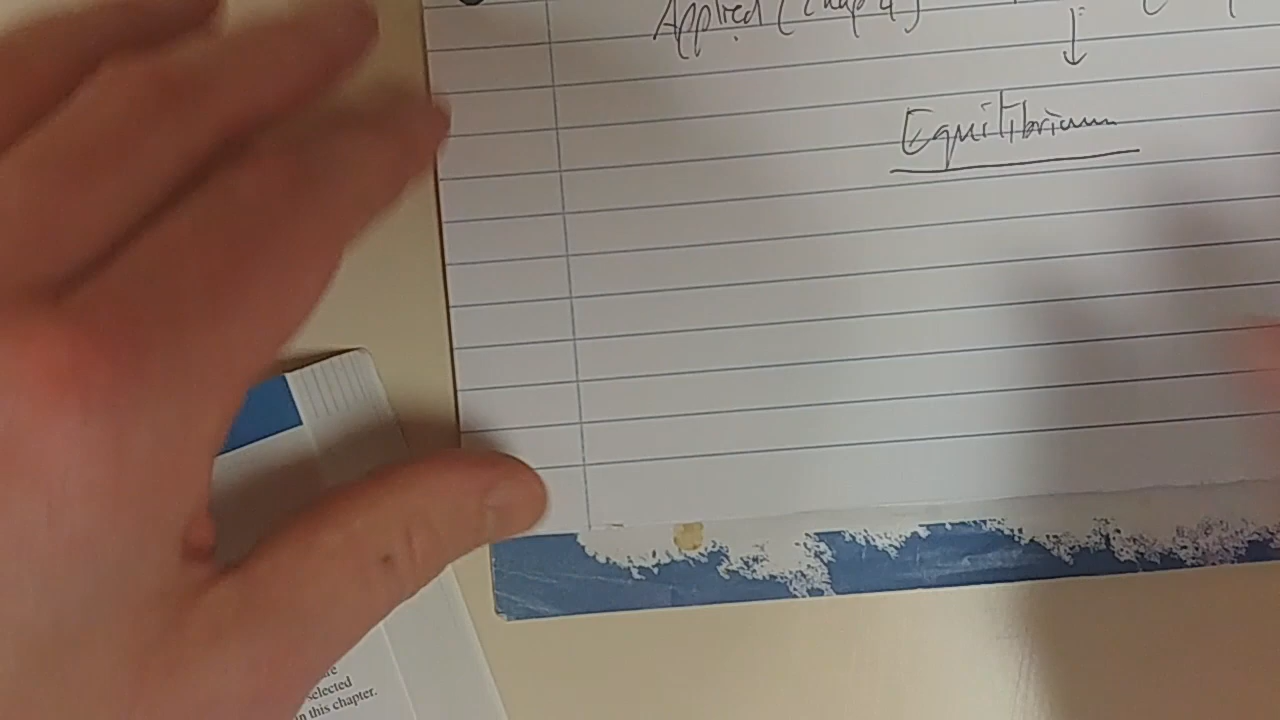 Applied (Chap 4)
Equilibrium
selected
in this chapter.